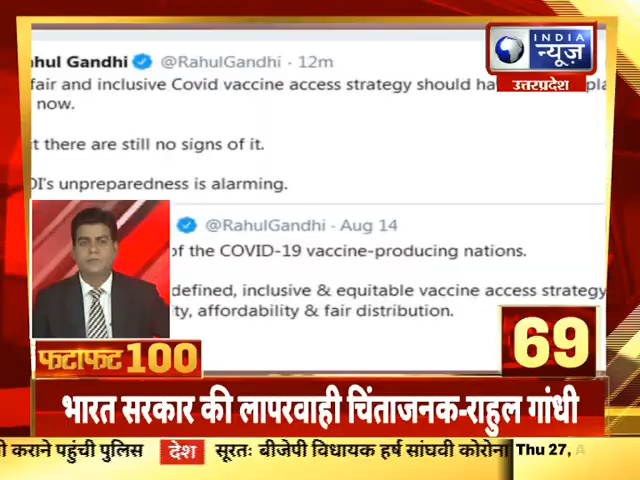 ahul Gandhi @RahulGandhi · 12m
fair and inclusive Covid vaccine access strategy should ha
now.
t there are still no signs of it.
OI's unpreparedness is alarming.
@RahulGandhi · Aug 14
of the COVID-19 vaccine-producing nations.
defined, inclusive & equitable vaccine access strategy
ty, affordability & fair distribution.
INDIA
न्यूज़
उत्तरप्रदेश
69
फटाफट 100
भारत सरकार की लापरवाही चिंताजनक-राहुल गांधी
कराने पहुंची पुलिस देश सूरतः बीजेपी विधायक हर्ष सांघवी कोरोना Thu 27,